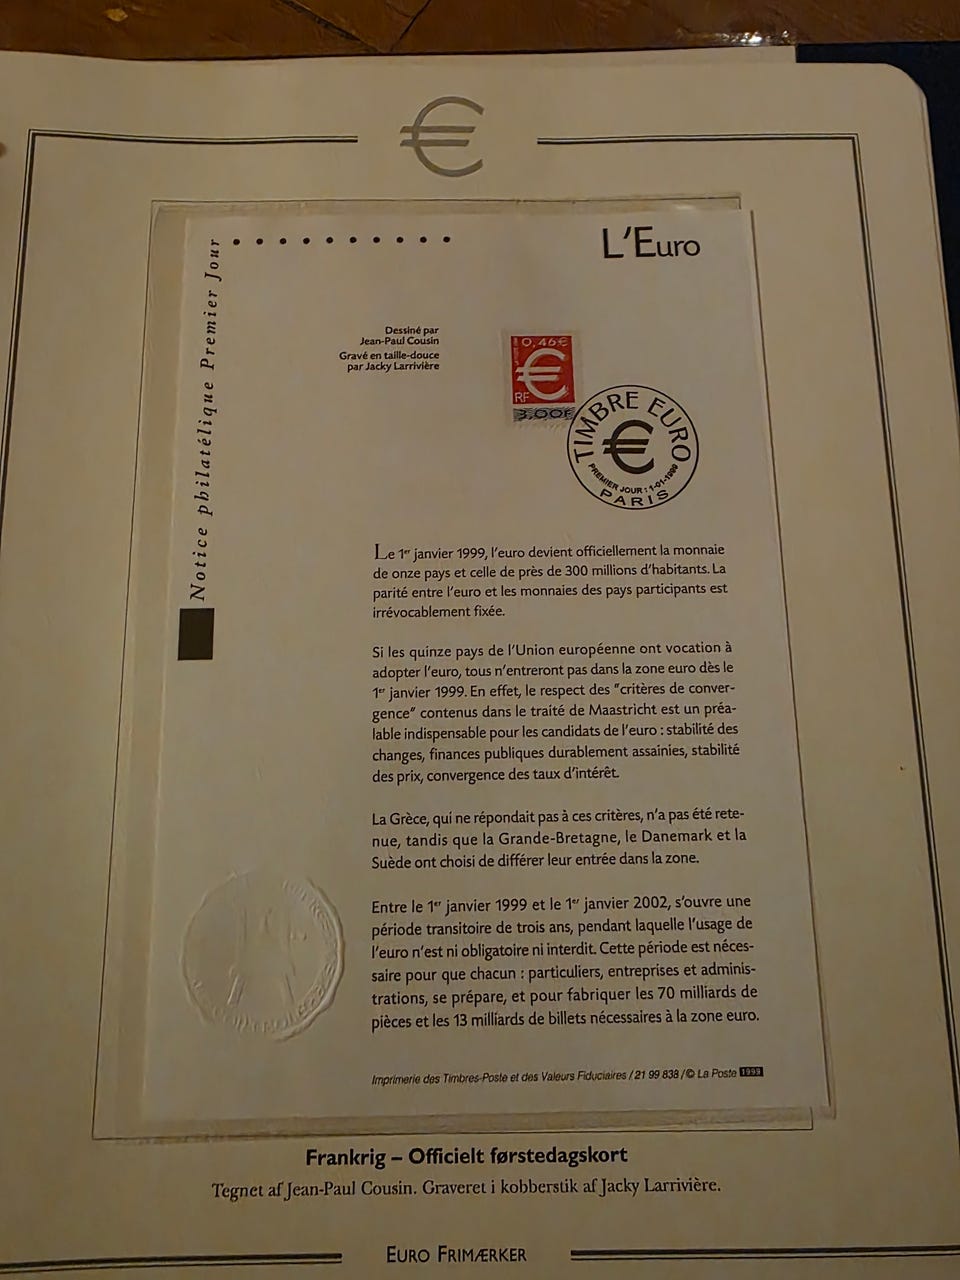 €
L'Euro
Notice philatélique Premier Jour
Dessiné par
Jean-Paul Cousin
Gravé en taille-douce
par Jacky Larrivière
0,46€
€
RF
3,00F
TIMBRE EURO
€
PREMIER JOUR : 1-01-1999
PARIS
Le 1er janvier 1999, l'euro devient officiellement la monnaie
de onze pays et celle de près de 300 millions d'habitants. La
parité entre l'euro et les monnaies des pays participants est
irrévocablement fixée.
Si les quinze pays de l'Union européenne ont vocation à
adopter l'euro, tous n'entreront pas dans la zone euro dès le
1er janvier 1999. En effet, le respect des "critères de conver-
gence" contenus dans le traité de Maastricht est un préa-
lable indispensable pour les candidats de l'euro : stabilité des
changes, finances publiques durablement assainies, stabilité
des prix, convergence des taux d'intérêt.
La Grèce, qui ne répondait pas à ces critères, n'a pas été rete-
nue, tandis que la Grande-Bretagne, le Danemark et la
Suède ont choisi de différer leur entrée dans la zone.
Entre le 1er janvier 1999 et le 1er janvier 2002, s'ouvre une
période transitoire de trois ans, pendant laquelle l'usage de
l'euro n'est ni obligatoire ni interdit. Cette période est néces-
saire pour que chacun : particuliers, entreprises et adminis-
trations, se prépare, et pour fabriquer les 70 milliards de
pièces et les 13 milliards de billets nécessaires à la zone euro.
Imprimerie des Timbres-Poste et des Valeurs Fiduciaires / 21 99 838 / © La Poste 1999
Frankrig – Officielt førstedagskort
Tegnet af Jean-Paul Cousin. Graveret i kobberstik af Jacky Larrivière.
EURO FRIMÆRKER